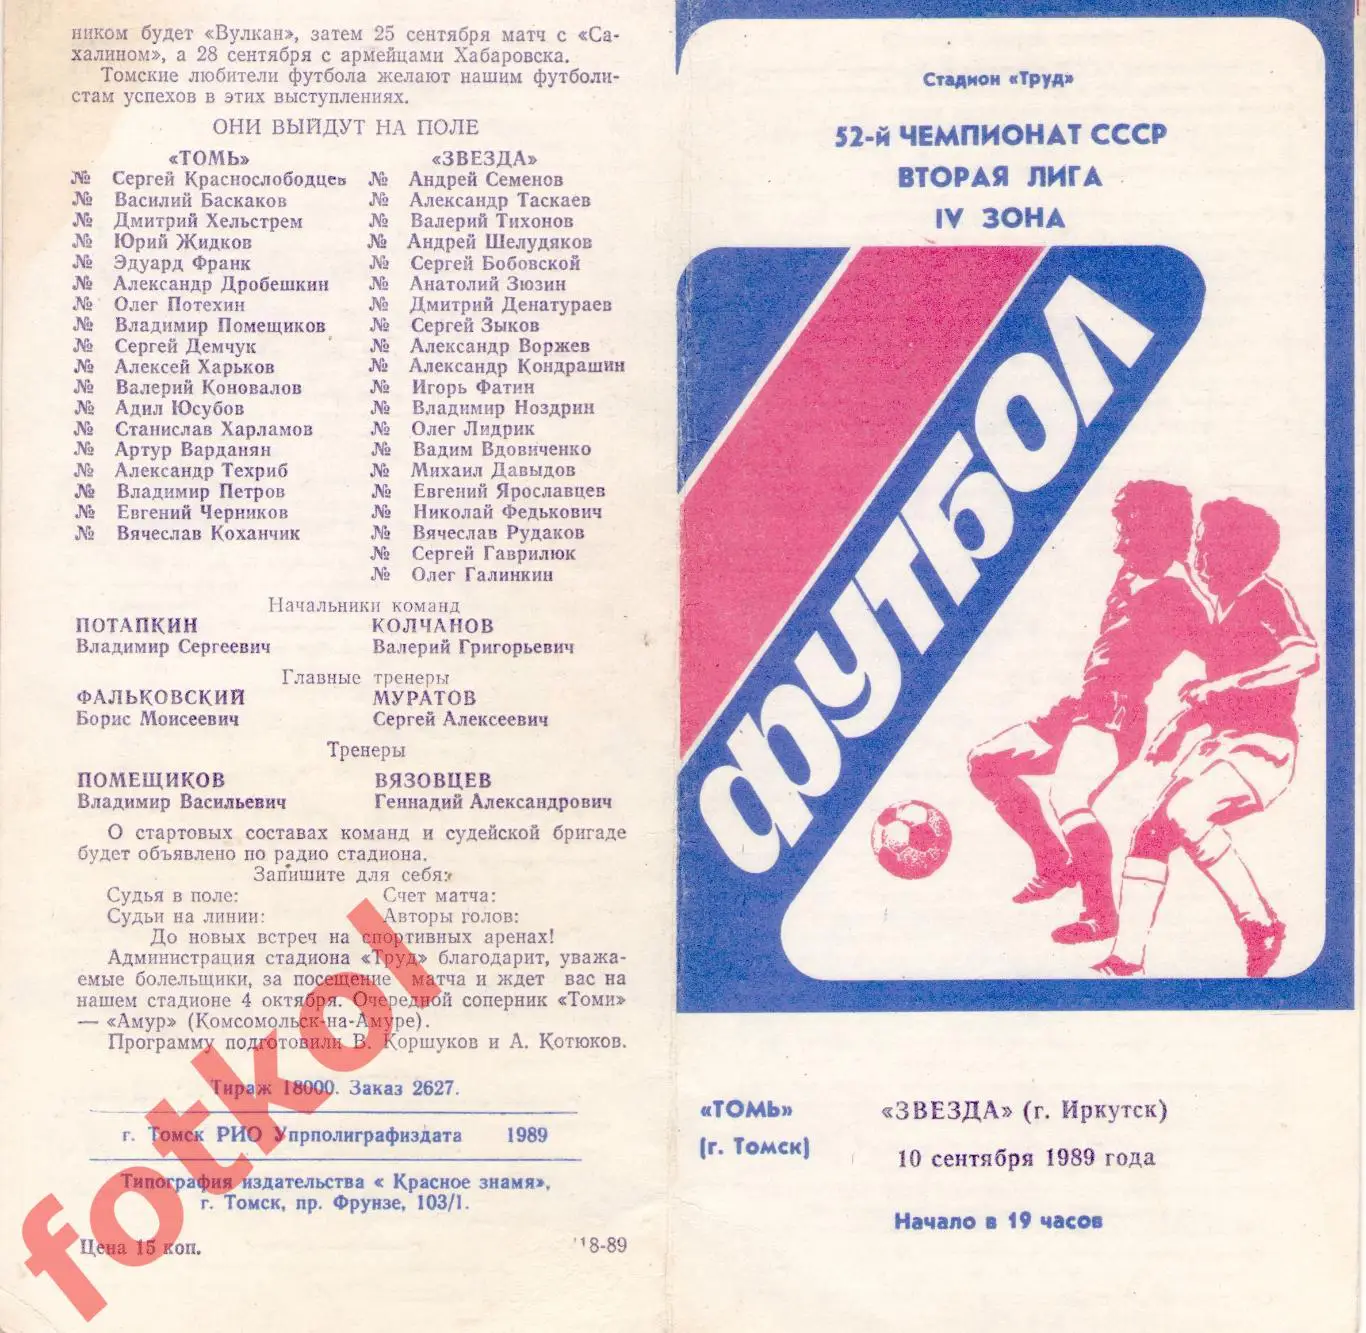 ником будет «Вулкан», затем 25 сентября матч с «Са-
халином», а 28 сентября с армейцами Хабаровска.
Томские любители футбола желают нашим футболи-
стам успехов в этих выступлениях.
ОНИ ВЫЙДУТ НА ПОЛЕ
«ТОМЬ» «ЗВЕЗДА»
№ Сергей Краснослободцев № Андрей Семенов
№ Василий Баскаков № Александр Таскаев
№ Дмитрий Хельстрем № Валерий Тихонов
№ Юрий Жидков № Андрей Шелудяков
№ Эдуард Франк № Сергей Бобовской
№ Александр Дробешкин № Анатолий Зюзин
№ Олег Потехин № Дмитрий Денатураев
№ Владимир Помещиков № Сергей Зыков
№ Сергей Демчук № Александр Воржев
№ Алексей Харьков № Александр Кондрашин
№ Валерий Коновалов № Игорь Фатин
№ Адил Юсубов № Владимир Ноздрин
№ Станислав Харламов № Олег Лидрик
№ Артур Варданян № Вадим Вдовиченко
№ Александр Техриб № Михаил Давыдов
№ Владимир Петров № Евгений Ярославцев
№ Евгений Черников № Николай Федькович
№ Вячеслав Коханчик № Вячеслав Рудаков
№ Сергей Гаврилюк
№ Олег Галинкин
Начальники команд
ПОТАПКИН КОЛЧАНОВ
Владимир Сергеевич Валерий Григорьевич
Главные тренеры
ФАЛЬКОВСКИЙ МУРАТОВ
Борис Моисеевич Сергей Алексеевич
Тренеры
ПОМЕЩИКОВ ВЯЗОВЦЕВ
Владимир Васильевич Геннадий Александрович
О стартовых составах команд и судейской бригаде
будет объявлено по радио стадиона.
Запишите для себя:
Судья в поле: Счет матча:
Судьи на линии: Авторы голов:
До новых встреч на спортивных аренах!
Администрация стадиона «Труд» благодарит, уважа-
емые болельщики, за посещение матча и ждет вас на
нашем стадионе 4 октября. Очередной соперник «Томи»
— «Амур» (Комсомольск-на-Амуре).
Программу подготовили В. Коршуков и А. Котюков.
Тираж 18000. Заказ 2627.
г. Томск РИО Упрполиграфиздата 1989
Типография издательства « Красное знамя»,
г. Томск, пр. Фрунзе, 103/1.
Цена 15 коп. '18-89
fotkol
Стадион «Труд»
52-й ЧЕМПИОНАТ СССР
ВТОРАЯ ЛИГА
IV ЗОНА
ФУТБОЛ
«ТОМЬ» «ЗВЕЗДА» (г. Иркутск)
(г. Томск)
10 сентября 1989 года
Начало в 19 часов